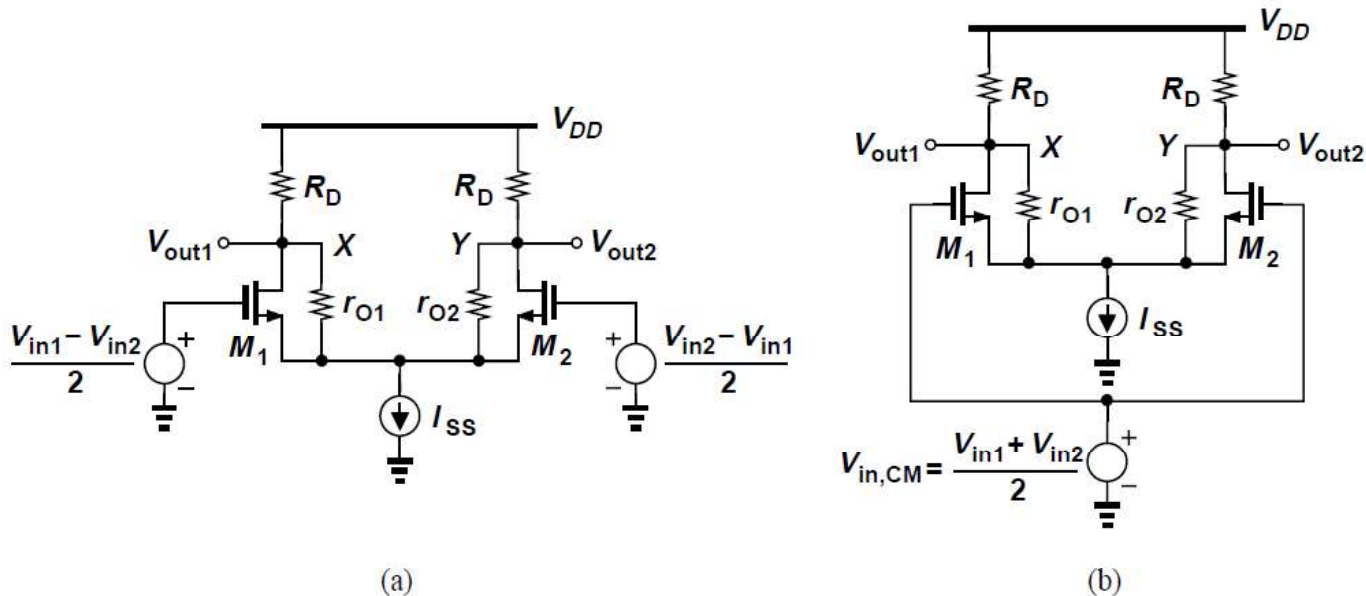 V_DD
R_D R_D
V_out1 X Y V_out2
r_O1 r_O2
M_1 M_2
V_in1 − V_in2 / 2 + − + − V_in2 − V_in1 / 2
I_SS
(a)
V_DD
R_D R_D
V_out1 X Y V_out2
r_O1 r_O2
M_1 M_2
I_SS
V_in,CM = V_in1 + V_in2 / 2 + −
(b)